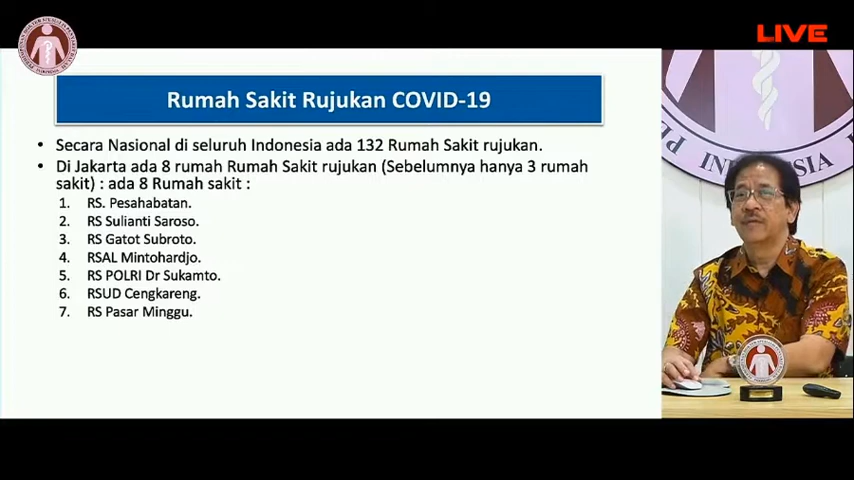 LIVE
Rumah Sakit Rujukan COVID-19
• Secara Nasional di seluruh Indonesia ada 132 Rumah Sakit rujukan.
• Di Jakarta ada 8 rumah Rumah Sakit rujukan (Sebelumnya hanya 3 rumah
sakit) : ada 8 Rumah sakit :
1. RS. Pesahabatan.
2. RS Sulianti Saroso.
3. RS Gatot Subroto.
4. RSAL Mintohardjo.
5. RS POLRI Dr Sukamto.
6. RSUD Cengkareng.
7. RS Pasar Minggu.
INDONESIA